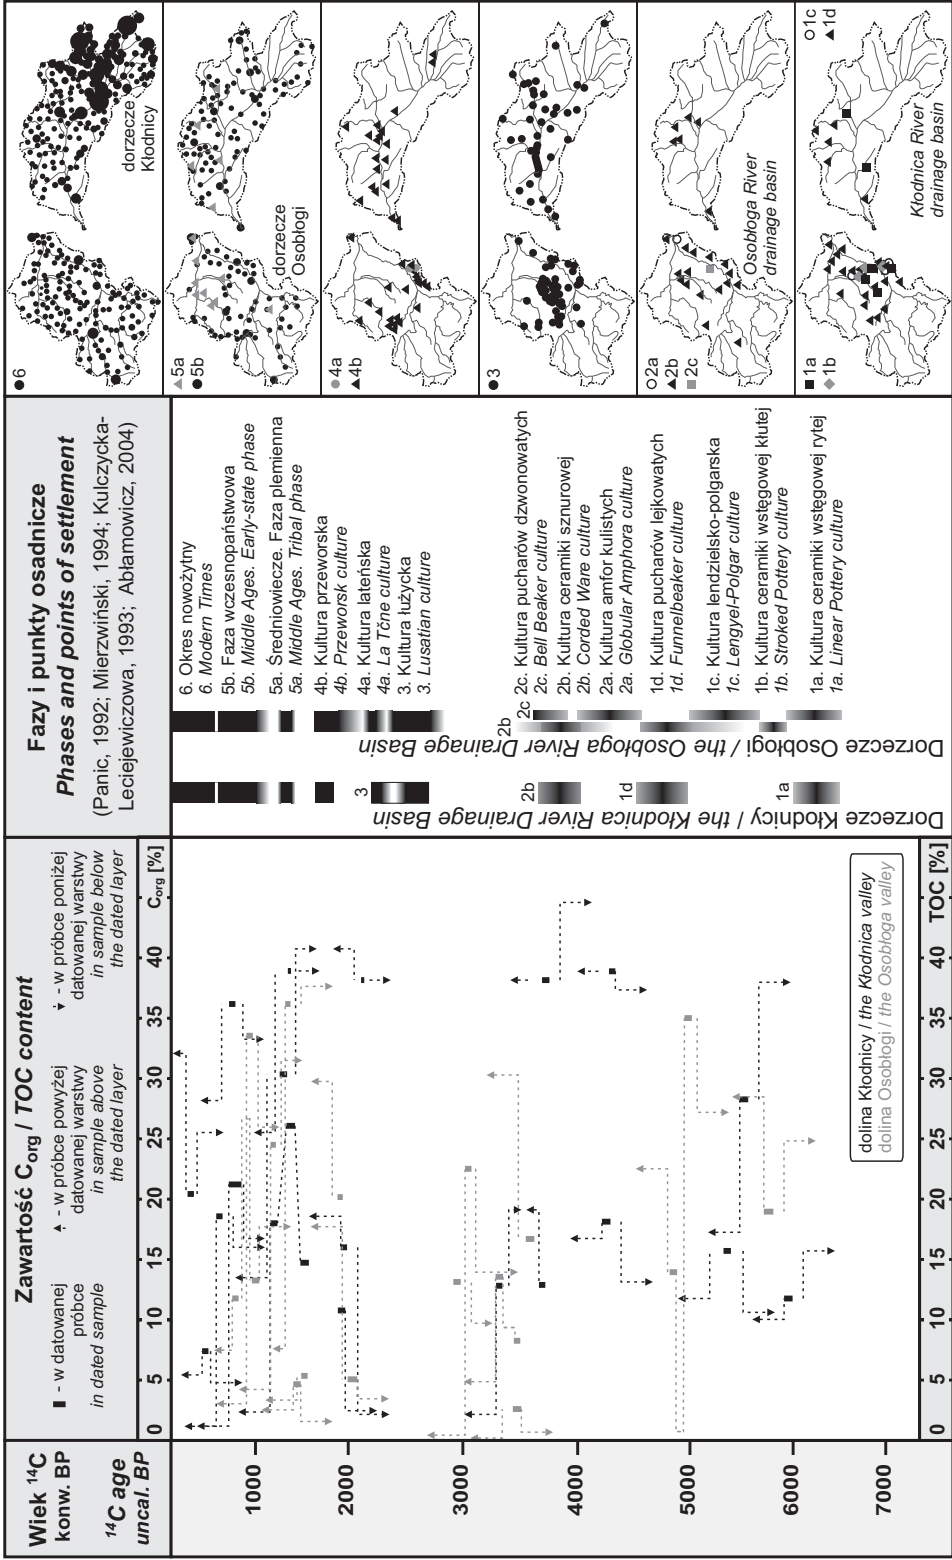 Wiek ¹⁴C
konw. BP
¹⁴C age
uncal. BP
Zawartość C_org / TOC content
- w datowanej
próbce
in dated sample
- w próbce powyżej
datowanej warstwy
in sample above
the dated layer
- w próbce poniżej
datowanej warstwy
in sample below
the dated layer
Fazy i punkty osadnicze
Phases and points of settlement
(Panic, 1992; Mierzwiński, 1994; Kulczycka-
Leciejewiczowa, 1993; Abłamowicz, 2004)
0 5 10 15 20 25 30 35 40 C_org [%]
1000
2000
3000
4000
5000
6000
7000
0 5 10 15 20 25 30 35 40 TOC [%]
dolina Kłodnicy / the Kłodnica valley
dolina Osobłogi / the Osobłoga valley
Dorzecze Kłodnicy / the Kłodnica River Drainage Basin
3
2b
1d
1a
Dorzecze Osobłogi / the Osobłoga River Drainage Basin
2b
2c
6. Okres nowożytny
6. Modern Times
5b. Faza wczesnopaństwowa
5b. Middle Ages. Early-state phase
5a. Średniowiecze. Faza plemienna
5a. Middle Ages. Tribal phase
4b. Kultura przeworska
4b. Przeworsk culture
4a. Kultura lateńska
4a. La Tčne culture
3. Kultura łużycka
3. Lusatian culture
2c. Kultura pucharów dzwonowatych
2c. Bell Beaker culture
2b. Kultura ceramiki sznurowej
2b. Corded Ware culture
2a. Kultura amfor kulistych
2a. Globular Amphora culture
1d. Kultura pucharów lejkowatych
1d. Funnelbeaker culture
1c. Kultura lendzielsko-polgarska
1c. Lengyel-Polgar culture
1b. Kultura ceramiki wstęgowej kłutej
1b. Stroked Pottery culture
1a. Kultura ceramiki wstęgowej rytej
1a. Linear Pottery culture
6
dorzecze
Kłodnicy
5a
5b
dorzecze
Osobłogi
4a
4b
3
2a
2b
2c
Osobłoga River
drainage basin
1a
1b
1c
1d
Kłodnica River
drainage basin